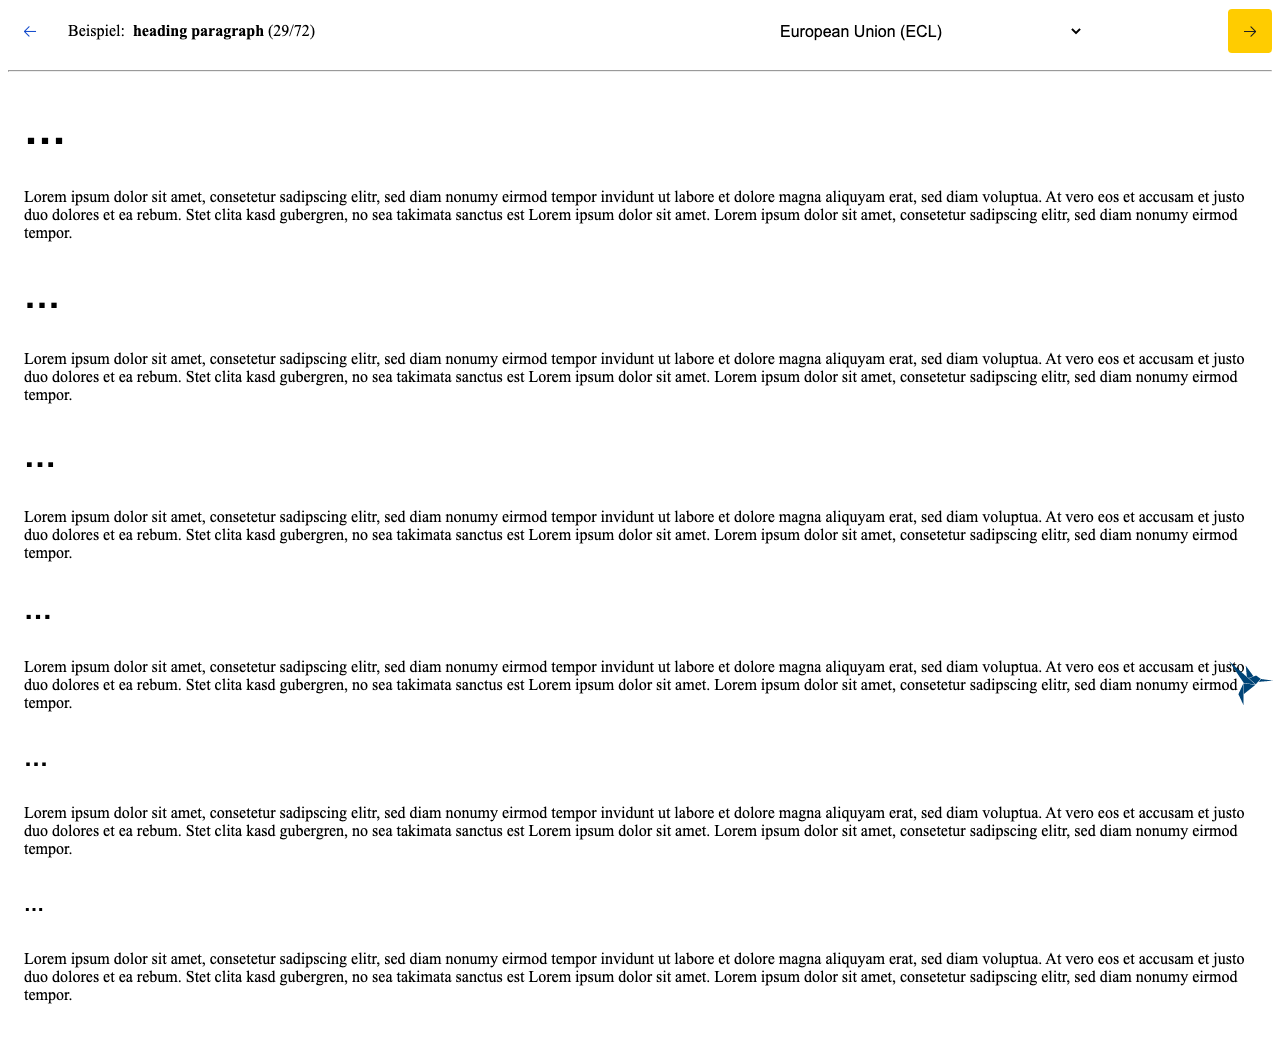 Beispiel: heading paragraph (29/72)
European Union (ECL)
…
Lorem ipsum dolor sit amet, consetetur sadipscing elitr, sed diam nonumy eirmod tempor invidunt ut labore et dolore magna aliquyam erat, sed diam voluptua. At vero eos et accusam et justo
duo dolores et ea rebum. Stet clita kasd gubergren, no sea takimata sanctus est Lorem ipsum dolor sit amet. Lorem ipsum dolor sit amet, consetetur sadipscing elitr, sed diam nonumy eirmod
tempor.
…
Lorem ipsum dolor sit amet, consetetur sadipscing elitr, sed diam nonumy eirmod tempor invidunt ut labore et dolore magna aliquyam erat, sed diam voluptua. At vero eos et accusam et justo
duo dolores et ea rebum. Stet clita kasd gubergren, no sea takimata sanctus est Lorem ipsum dolor sit amet. Lorem ipsum dolor sit amet, consetetur sadipscing elitr, sed diam nonumy eirmod
tempor.
…
Lorem ipsum dolor sit amet, consetetur sadipscing elitr, sed diam nonumy eirmod tempor invidunt ut labore et dolore magna aliquyam erat, sed diam voluptua. At vero eos et accusam et justo
duo dolores et ea rebum. Stet clita kasd gubergren, no sea takimata sanctus est Lorem ipsum dolor sit amet. Lorem ipsum dolor sit amet, consetetur sadipscing elitr, sed diam nonumy eirmod
tempor.
…
Lorem ipsum dolor sit amet, consetetur sadipscing elitr, sed diam nonumy eirmod tempor invidunt ut labore et dolore magna aliquyam erat, sed diam voluptua. At vero eos et accusam et justo
duo dolores et ea rebum. Stet clita kasd gubergren, no sea takimata sanctus est Lorem ipsum dolor sit amet. Lorem ipsum dolor sit amet, consetetur sadipscing elitr, sed diam nonumy eirmod
tempor.
…
Lorem ipsum dolor sit amet, consetetur sadipscing elitr, sed diam nonumy eirmod tempor invidunt ut labore et dolore magna aliquyam erat, sed diam voluptua. At vero eos et accusam et justo
duo dolores et ea rebum. Stet clita kasd gubergren, no sea takimata sanctus est Lorem ipsum dolor sit amet. Lorem ipsum dolor sit amet, consetetur sadipscing elitr, sed diam nonumy eirmod
tempor.
…
Lorem ipsum dolor sit amet, consetetur sadipscing elitr, sed diam nonumy eirmod tempor invidunt ut labore et dolore magna aliquyam erat, sed diam voluptua. At vero eos et accusam et justo
duo dolores et ea rebum. Stet clita kasd gubergren, no sea takimata sanctus est Lorem ipsum dolor sit amet. Lorem ipsum dolor sit amet, consetetur sadipscing elitr, sed diam nonumy eirmod
tempor.